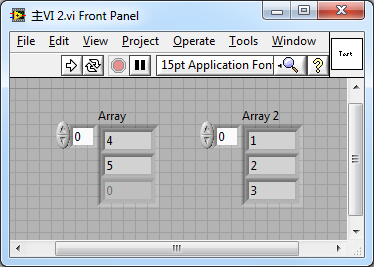 主VI 2.vi Front Panel
File Edit View Project Operate Tools Window
Test
15pt Application Font
Array Array 2
0 4 0 1
5 2
0 3